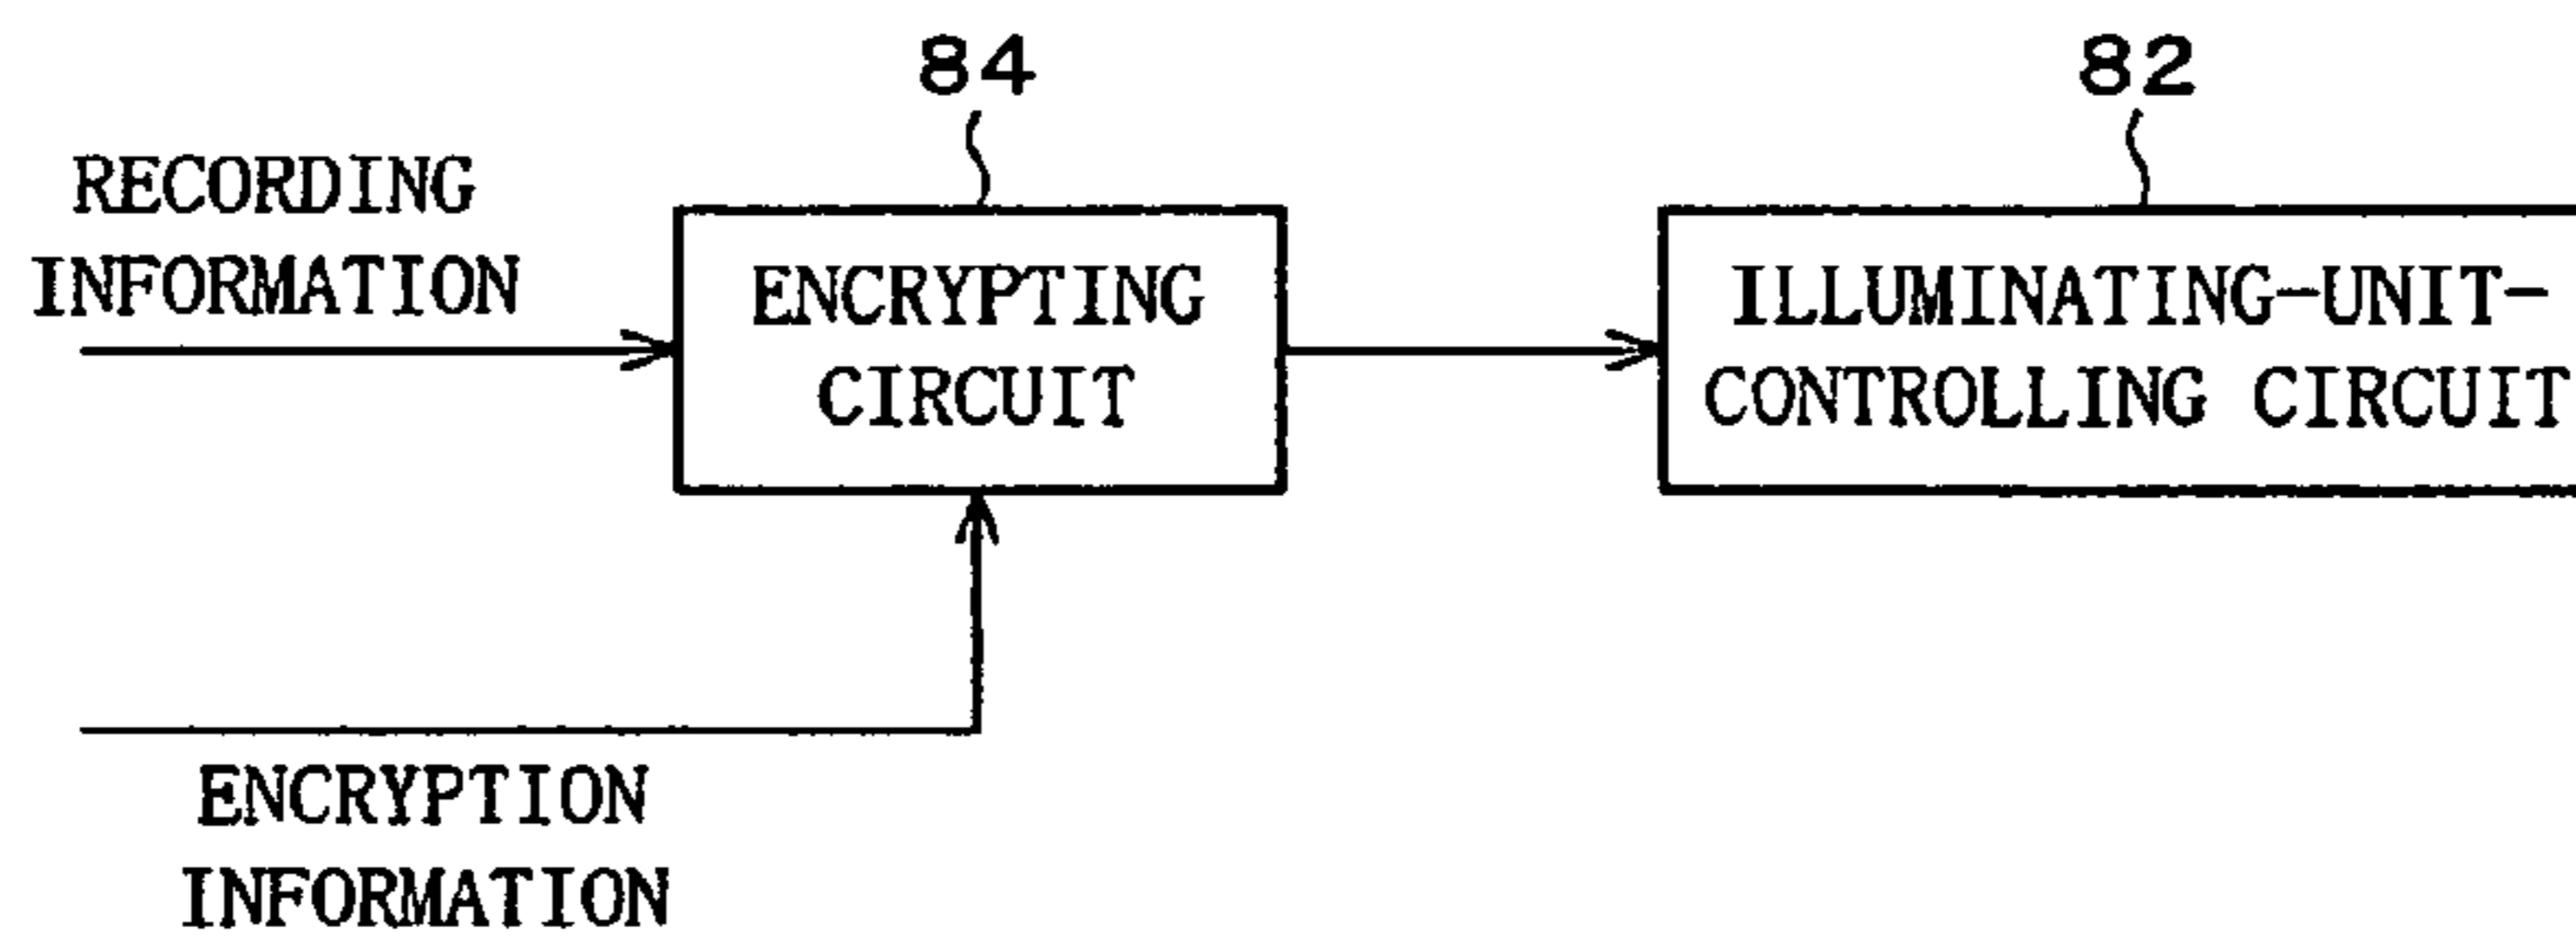 84
82
RECORDING
INFORMATION
ENCRYPTING
CIRCUIT
ILLUMINATING-UNIT-
CONTROLLING CIRCUIT
ENCRYPTION
INFORMATION